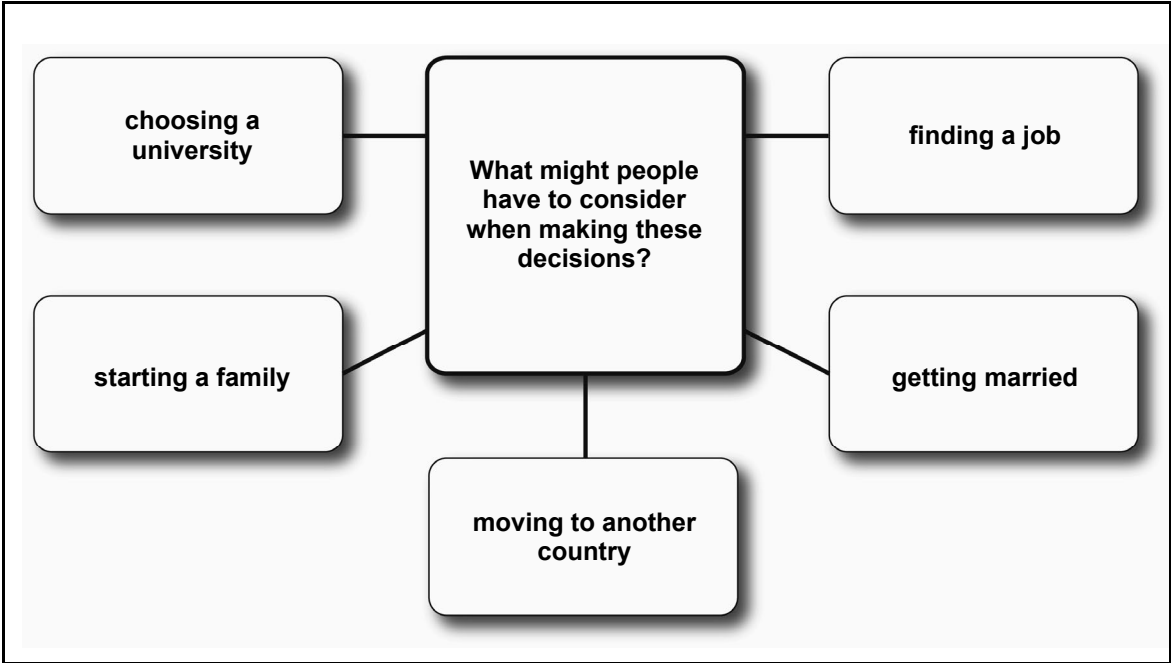 choosing a
university
What might people
have to consider
when making these
decisions?
finding a job
starting a family
getting married
moving to another
country